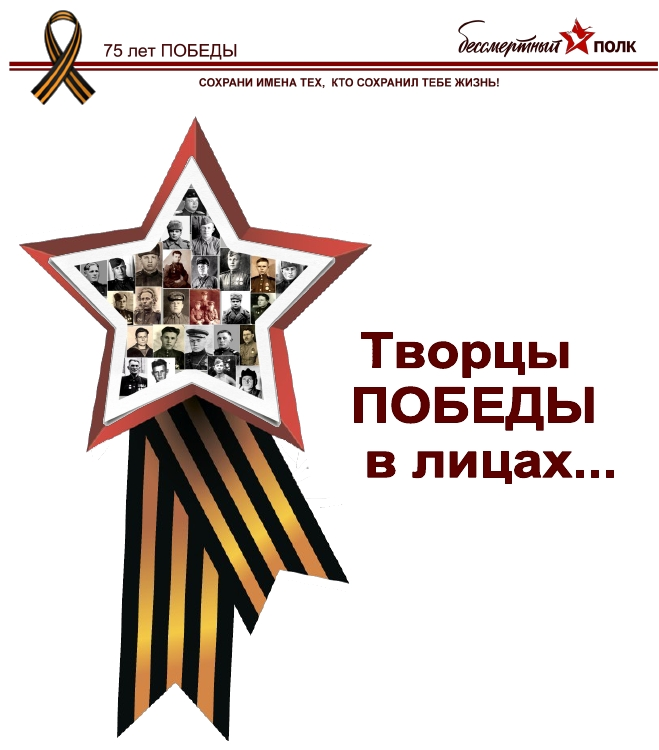 75 лет ПОБЕДЫ
бессмертный ПОЛК
СОХРАНИ ИМЕНА ТЕХ, КТО СОХРАНИЛ ТЕБЕ ЖИЗНЬ!
Творцы
ПОБЕДЫ
в лицах...